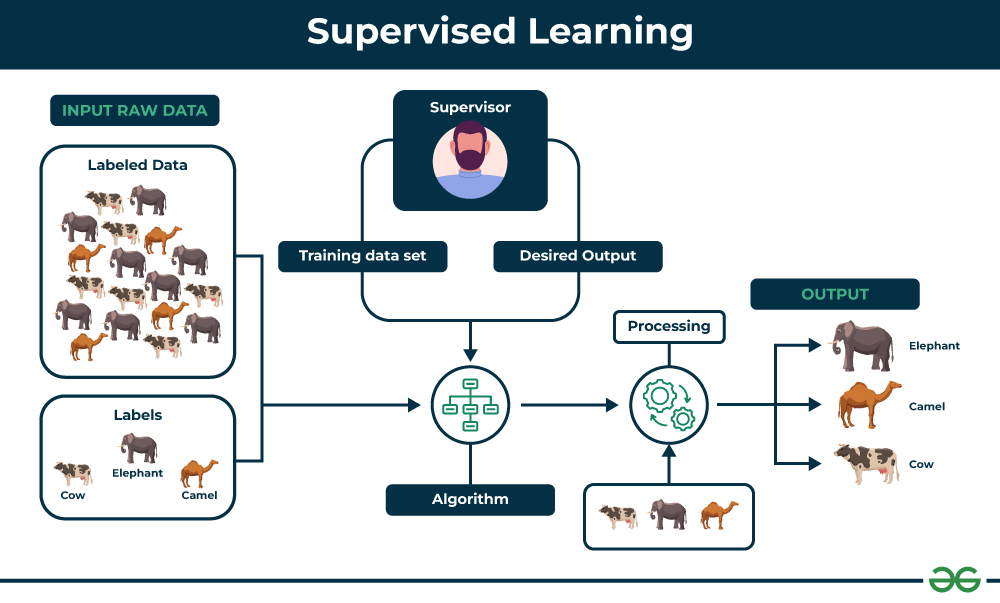 Supervised Learning
INPUT RAW DATA
Labeled Data
Labels
Elephant
Cow
Camel
Supervisor
Training data set
Desired Output
Algorithm
Processing
OUTPUT
Elephant
Camel
Cow